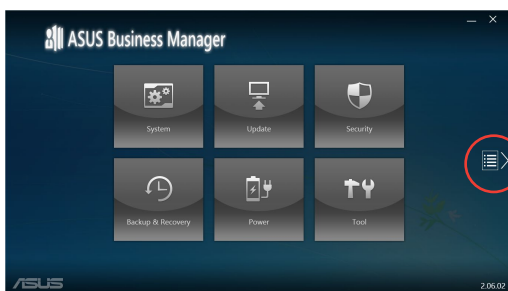 ASUS Business Manager
System
Update
Security
Backup & Recovery
Power
Tool
ASUS
2.06.02